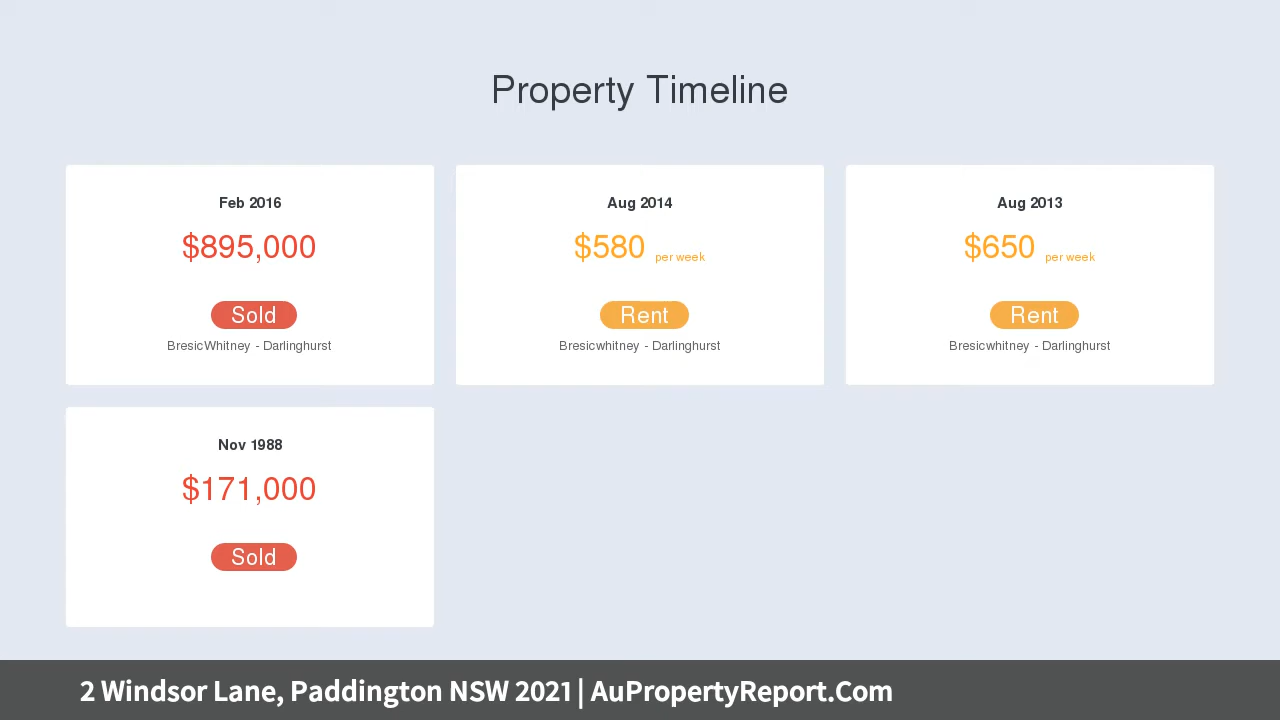 Property Timeline
Feb 2016
$895,000
Sold
BresicWhitney - Darlinghurst
Aug 2014
$580 per week
Rent
Bresicwhitney - Darlinghurst
Aug 2013
$650 per week
Rent
Bresicwhitney - Darlinghurst
Nov 1988
$171,000
Sold
2 Windsor Lane, Paddington NSW 2021 | AuPropertyReport.Com